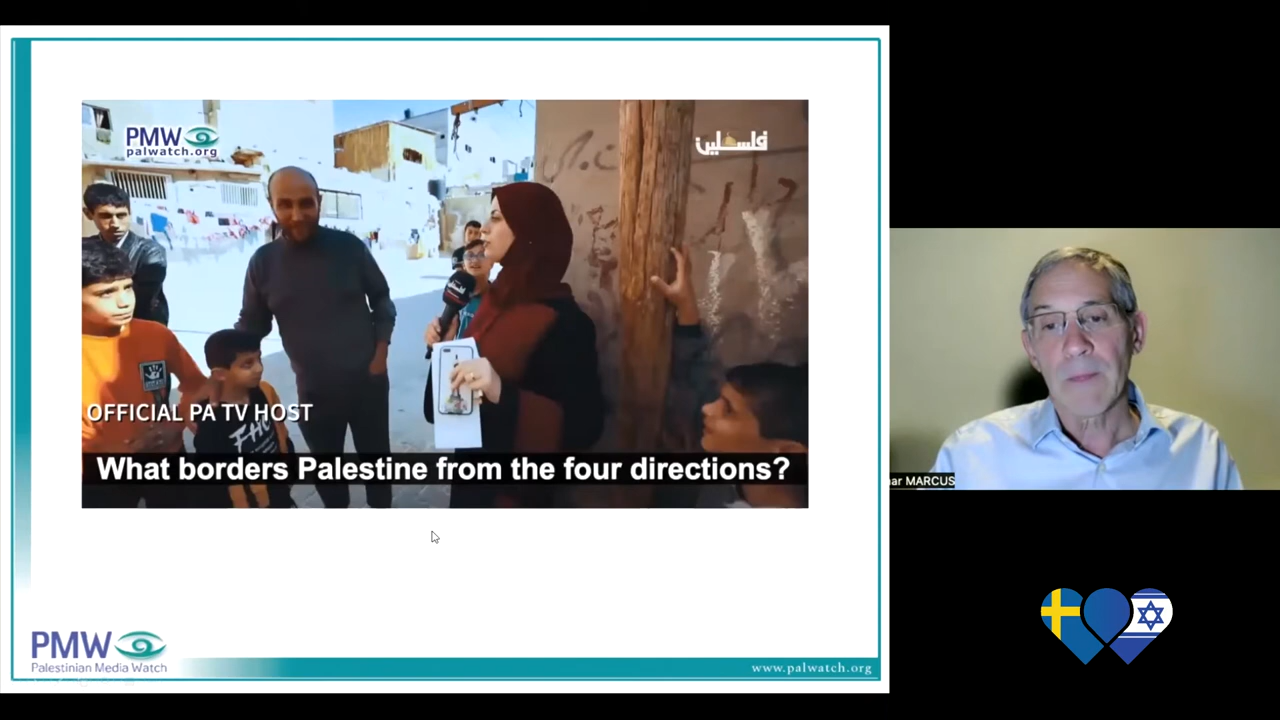 PMW
palwatch.org
فلسطين
OFFICIAL PA TV HOST
What borders Palestine from the four directions?
PMW
Palestinian Media Watch
www.palwatch.org
ar MARCUS